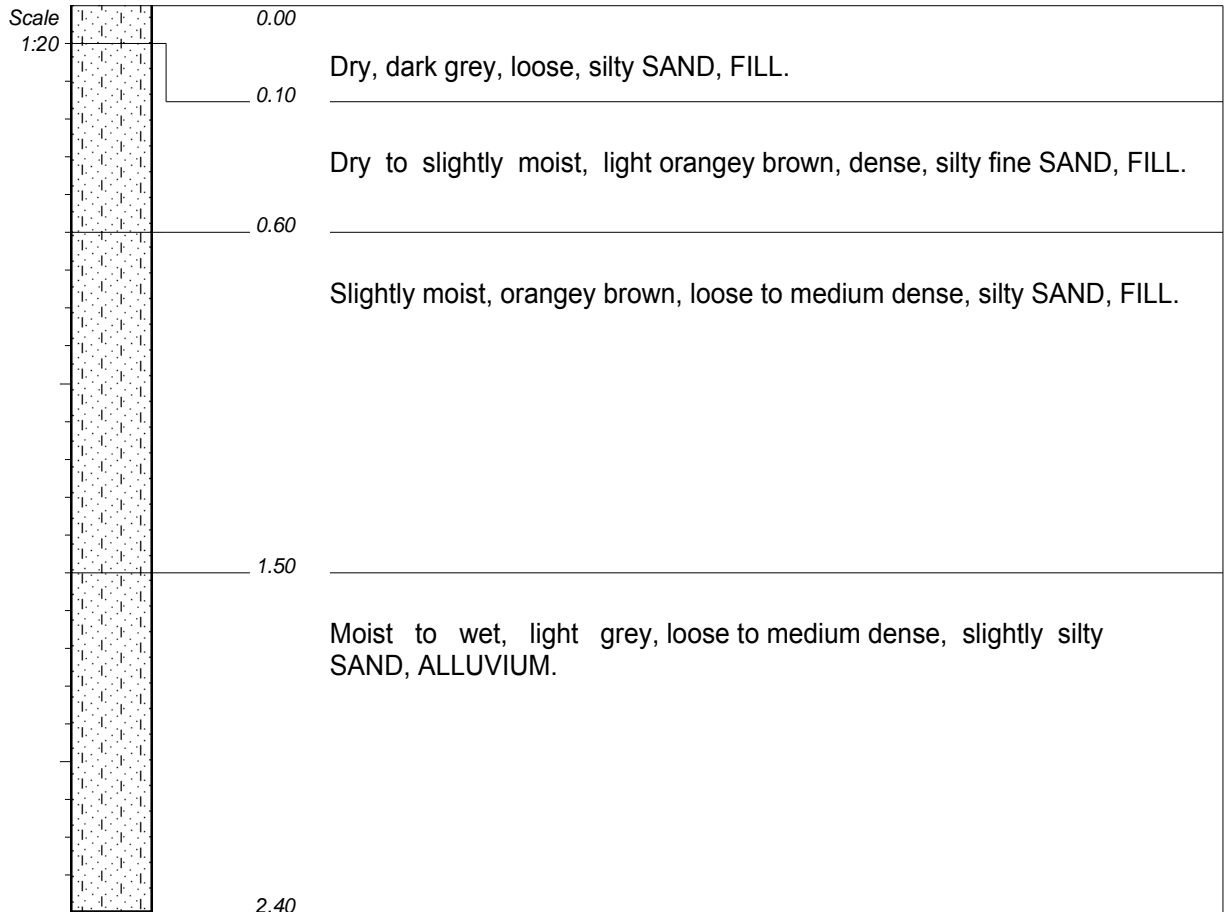 Scale
1:20
0.00
Dry, dark grey, loose, silty SAND, FILL.
0.10
Dry to slightly moist, light orangey brown, dense, silty fine SAND, FILL.
0.60
Slightly moist, orangey brown, loose to medium dense, silty SAND, FILL.
1.50
Moist to wet, light grey, loose to medium dense, slightly silty
SAND, ALLUVIUM.
2.40